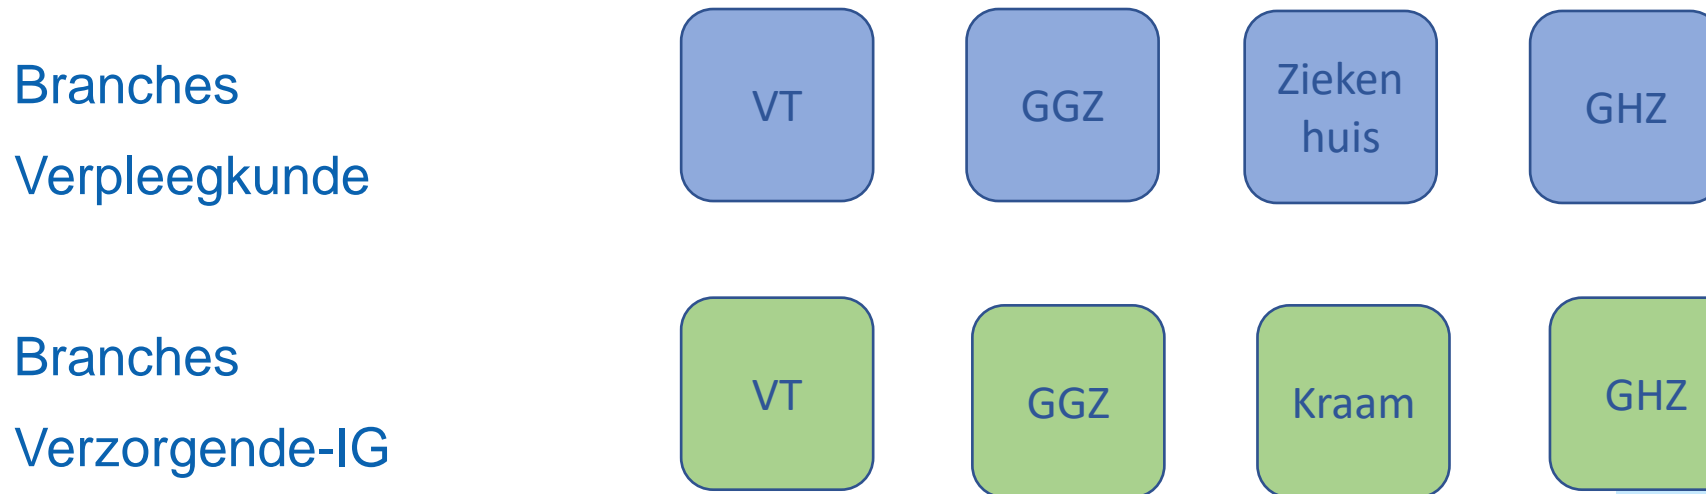 Branches
Verpleegkunde
VT
GGZ
Zieken
huis
GHZ
Branches
Verzorgende-IG
VT
GGZ
Kraam
GHZ